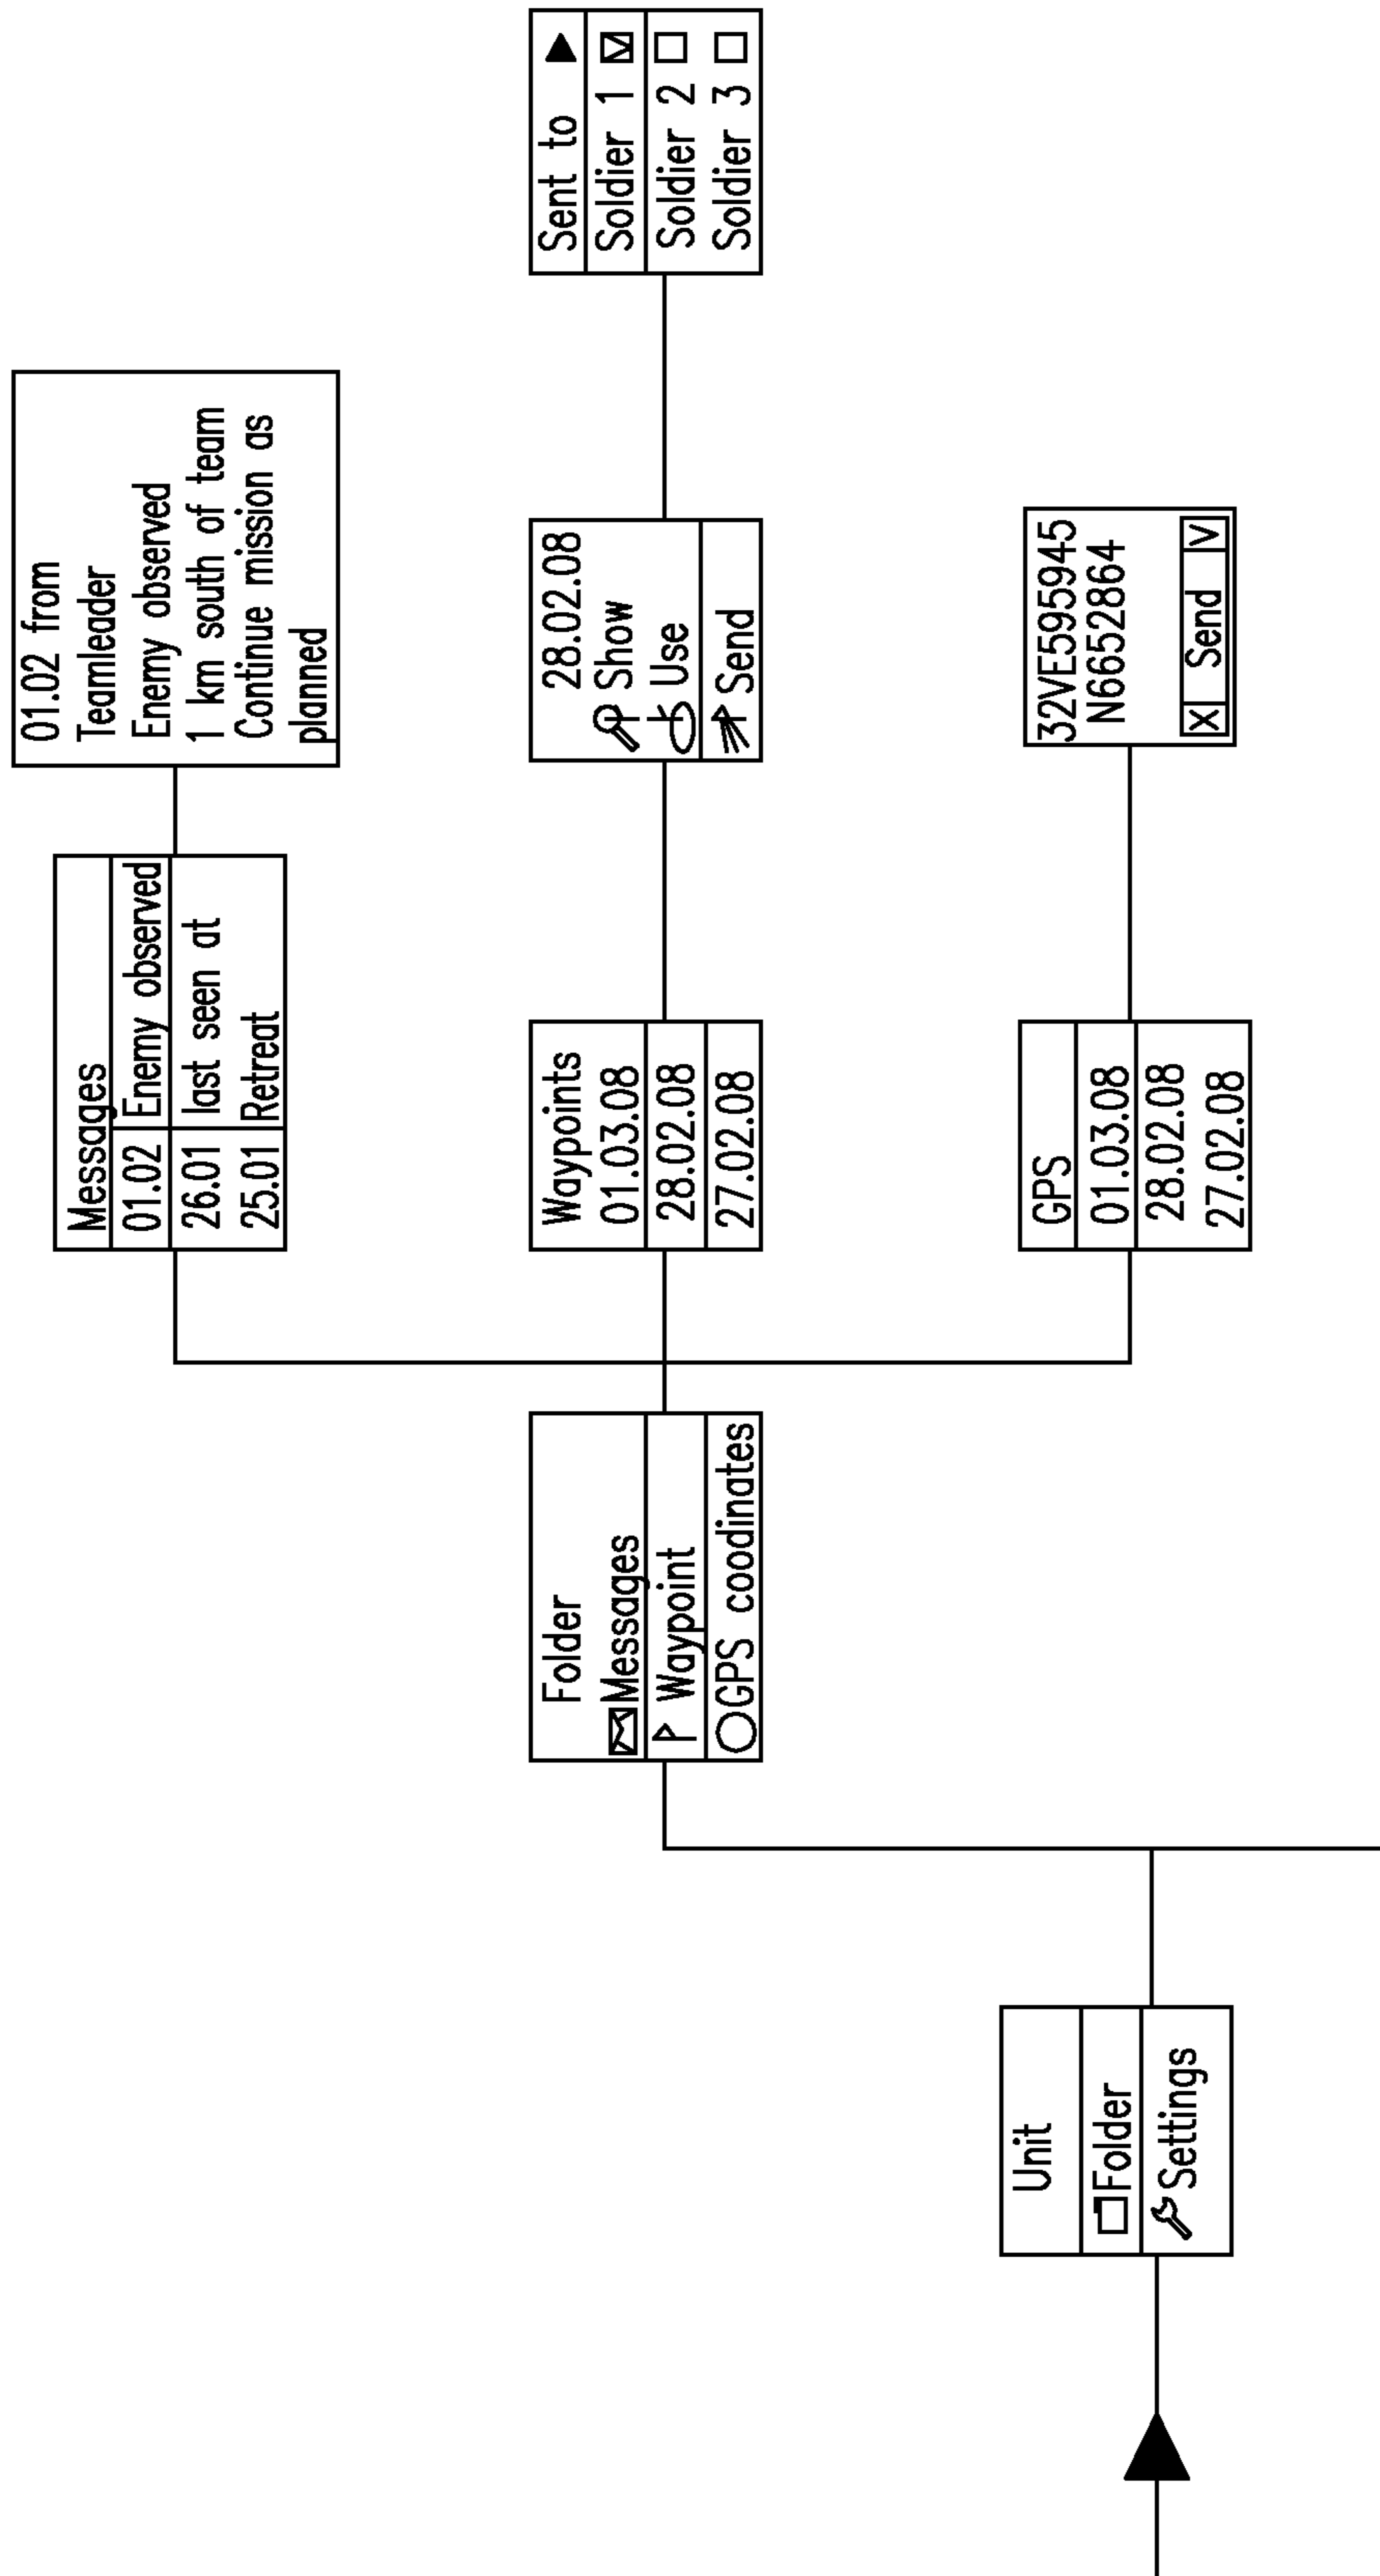 Unit
Folder
Settings
Folder
Messages
Waypoint
GPS coodinates
Messages
01.02 Enemy observed
26.01 last seen at
25.01 Retreat
01.02 from
Teamleader
Enemy observed
1 km south of team
Continue mission as
planned
Waypoints
01.03.08
28.02.08
27.02.08
28.02.08
Show
Use
Send
Sent to
Soldier 1
Soldier 2
Soldier 3
GPS
01.03.08
28.02.08
27.02.08
32VE595945
N6652864
X Send V